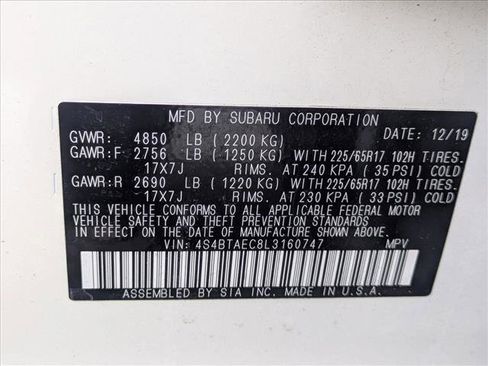 MFD BY SUBARU CORPORATION
GVWR: 4850 LB (2200 KG) DATE: 12/19
GAWR:F 2756 LB (1250 KG) WITH 225/65R17 102H TIRES,
17X7J RIMS, AT 240 KPA (35 PSI) COLD
GAWR:R 2690 LB (1220 KG) WITH 225/65R17 102H TIRES,
17X7J RIMS, AT 230 KPA (33 PSI) COLD
THIS VEHICLE CONFORMS TO ALL APPLICABLE FEDERAL MOTOR
VEHICLE SAFETY AND THEFT PREVENTION STANDARDS
IN EFFECT ON THE DATE OF MANUFACTURE SHOWN ABOVE.
VIN: 4S4BTAEC8L3160747 MPV
ASSEMBLED BY SIA INC. MADE IN U.S.A.